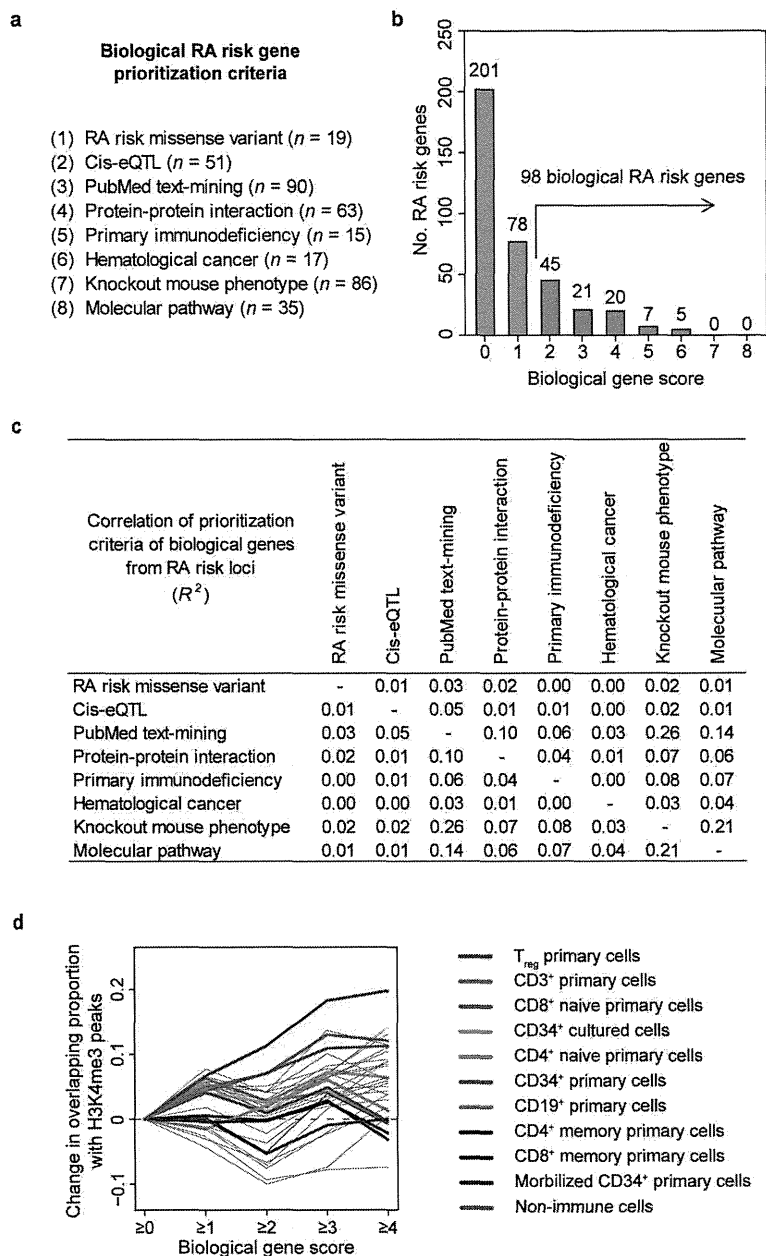 a
Biological RA risk gene
prioritization criteria
(1) RA risk missense variant (n = 19)
(2) Cis-eQTL (n = 51)
(3) PubMed text-mining (n = 90)
(4) Protein-protein interaction (n = 63)
(5) Primary immunodeficiency (n = 15)
(6) Hematological cancer (n = 17)
(7) Knockout mouse phenotype (n = 86)
(8) Molecular pathway (n = 35)
b
No. RA risk genes
250
200
150
100
50
0
201
78
45
21
20
7
5
0
0
98 biological RA risk genes
0 1 2 3 4 5 6 7 8
Biological gene score
c
Correlation of prioritization
criteria of biological genes
from RA risk loci
(R²)
RA risk missense variant
Cis-eQTL
PubMed text-mining
Protein-protein interaction
Primary immunodeficiency
Hematological cancer
Knockout mouse phenotype
Molecular pathway
RA risk missense variant - 0.01 0.03 0.02 0.00 0.00 0.02 0.01
Cis-eQTL 0.01 - 0.05 0.01 0.01 0.00 0.02 0.01
PubMed text-mining 0.03 0.05 - 0.10 0.06 0.03 0.26 0.14
Protein-protein interaction 0.02 0.01 0.10 - 0.04 0.01 0.07 0.06
Primary immunodeficiency 0.00 0.01 0.06 0.04 - 0.00 0.08 0.07
Hematological cancer 0.00 0.00 0.03 0.01 0.00 - 0.03 0.04
Knockout mouse phenotype 0.02 0.02 0.26 0.07 0.08 0.03 - 0.21
Molecular pathway 0.01 0.01 0.14 0.06 0.07 0.04 0.21 -
d
Change in overlapping proportion
with H3K4me3 peaks
0.2
0.1
0
−0.1
≥0 ≥1 ≥2 ≥3 ≥4
Biological gene score
Treg primary cells
CD3⁺ primary cells
CD8⁺ naive primary cells
CD34⁺ cultured cells
CD4⁺ naive primary cells
CD34⁺ primary cells
CD19⁺ primary cells
CD4⁺ memory primary cells
CD8⁺ memory primary cells
Morbilized CD34⁺ primary cells
Non-immune cells